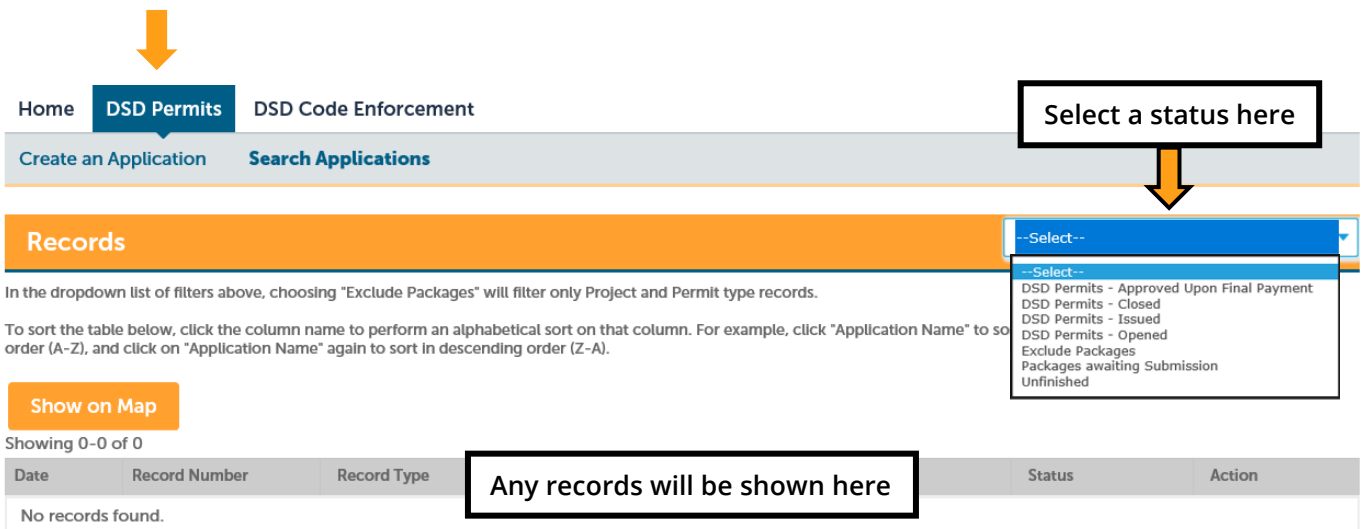 Home DSD Permits DSD Code Enforcement
Select a status here
Create an Application Search Applications
Records
--Select--
--Select--
DSD Permits - Approved Upon Final Payment
DSD Permits - Closed
DSD Permits - Issued
DSD Permits - Opened
Exclude Packages
Packages awaiting Submission
Unfinished
In the dropdown list of filters above, choosing "Exclude Packages" will filter only Project and Permit type records.
To sort the table below, click the column name to perform an alphabetical sort on that column. For example, click "Application Name" to
order (A-Z), and click on "Application Name" again to sort in descending order (Z-A).
Show on Map
Showing 0-0 of 0
Date Record Number Record Type Status Action
Any records will be shown here
No records found.